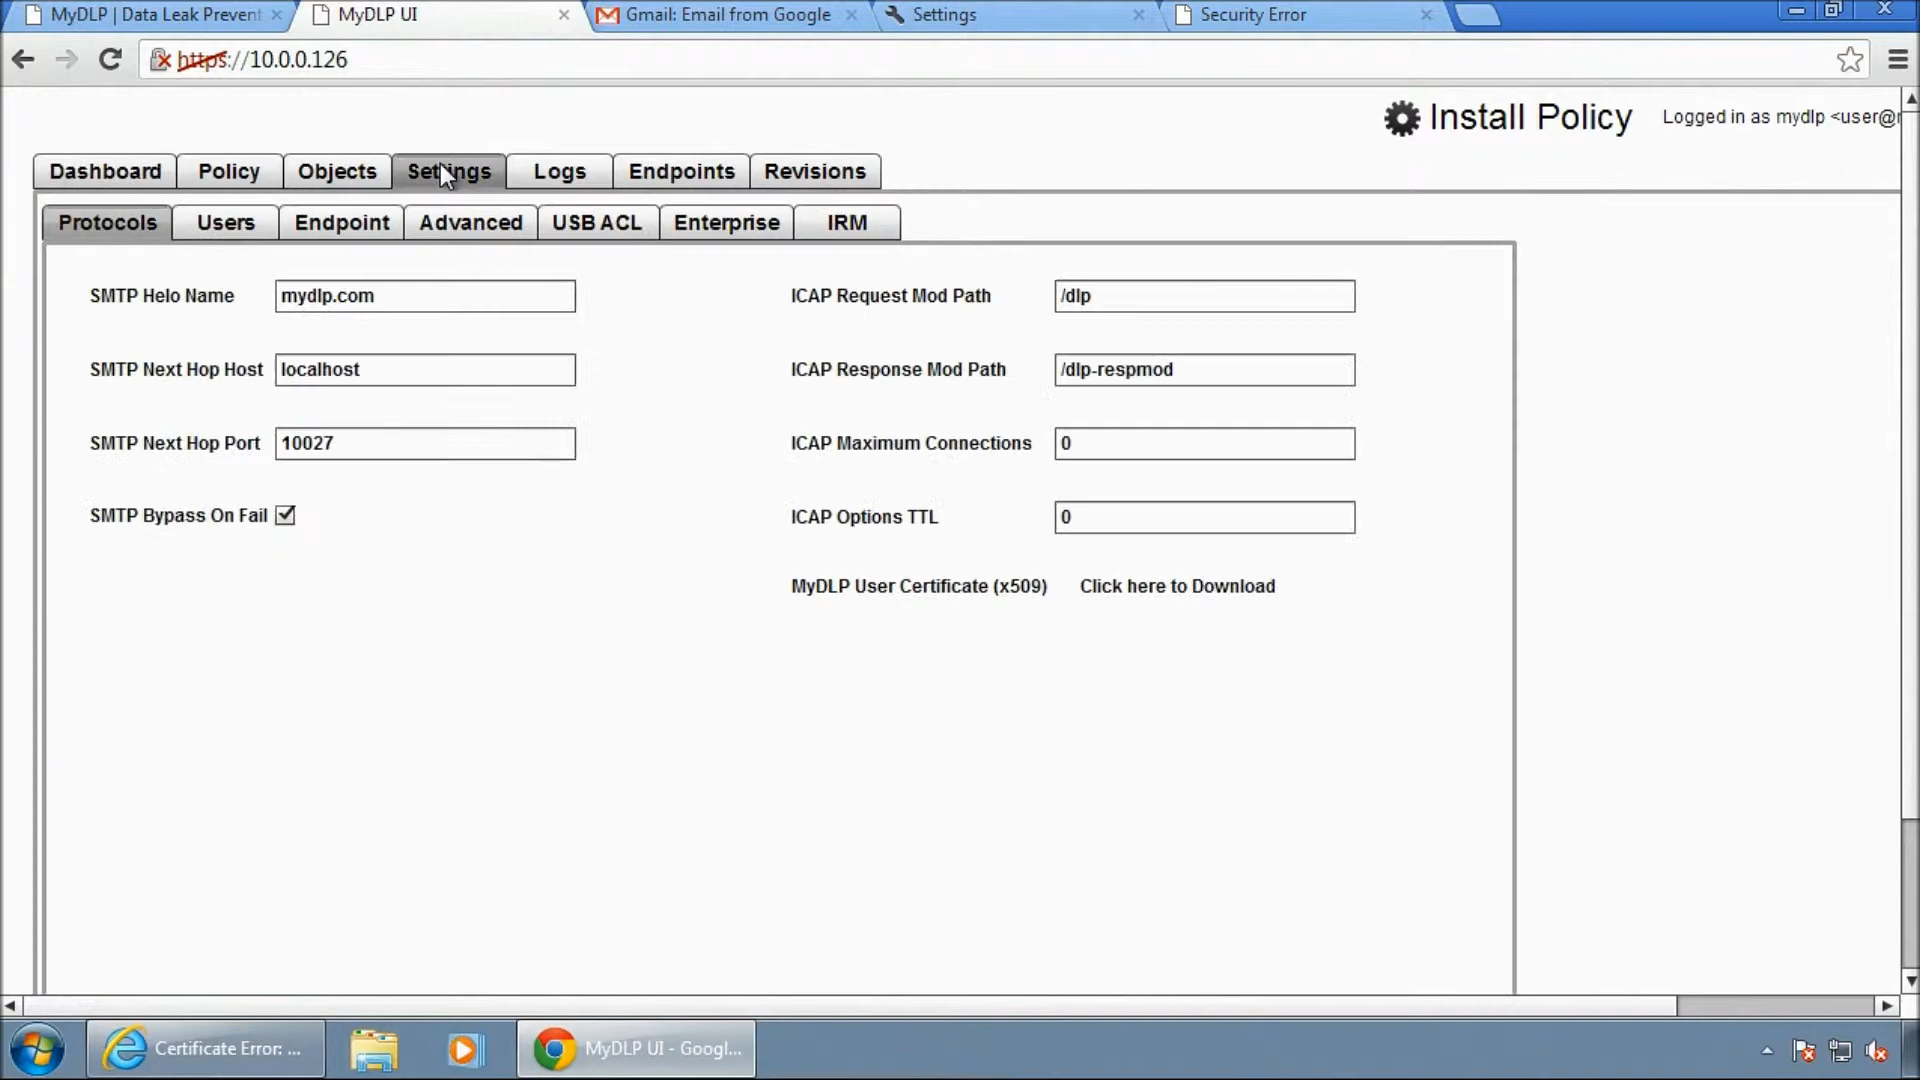 MyDLP | Data Leak Prevent
MyDLP UI
Gmail: Email from Google
Settings
Security Error
https://10.0.0.126
Install Policy
Logged in as mydlp <user@
Dashboard
Policy
Objects
Settings
Logs
Endpoints
Revisions
Protocols
Users
Endpoint
Advanced
USB ACL
Enterprise
IRM
SMTP Helo Name
mydlp.com
ICAP Request Mod Path
/dlp
SMTP Next Hop Host
localhost
ICAP Response Mod Path
/dlp-respmod
SMTP Next Hop Port
10027
ICAP Maximum Connections
0
SMTP Bypass On Fail
ICAP Options TTL
0
MyDLP User Certificate (x509)
Click here to Download
Certificate Error: ...
MyDLP UI - Googl...